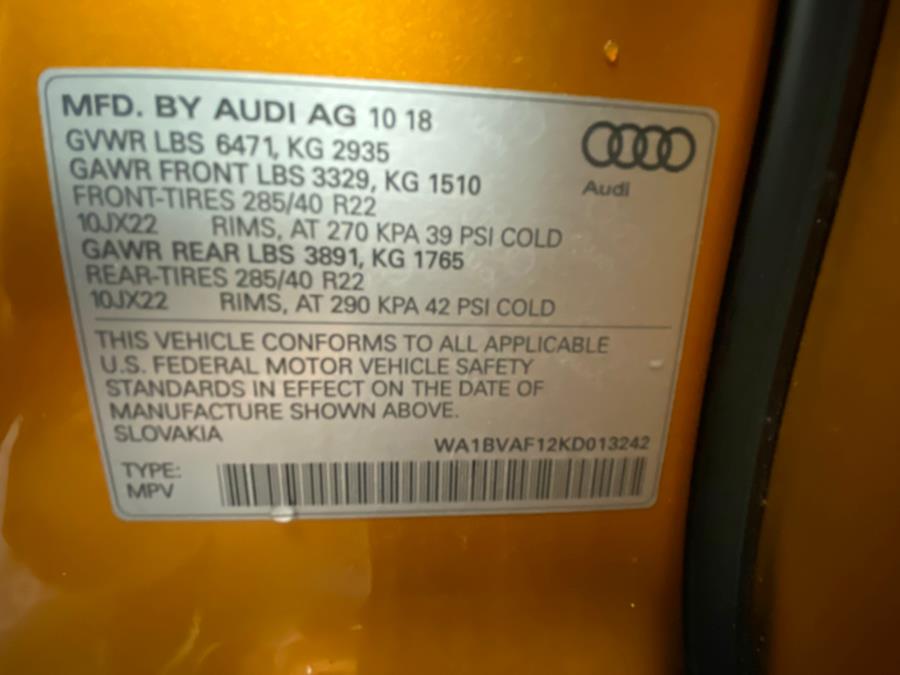 MFD. BY AUDI AG 10 18
GVWR LBS 6471, KG 2935
GAWR FRONT LBS 3329, KG 1510
FRONT-TIRES 285/40 R22
10JX22 RIMS, AT 270 KPA 39 PSI COLD
GAWR REAR LBS 3891, KG 1765
REAR-TIRES 285/40 R22
10JX22 RIMS, AT 290 KPA 42 PSI COLD
Audi
THIS VEHICLE CONFORMS TO ALL APPLICABLE
U.S. FEDERAL MOTOR VEHICLE SAFETY
STANDARDS IN EFFECT ON THE DATE OF
MANUFACTURE SHOWN ABOVE.
SLOVAKIA
WA1BVAF12KD013242
TYPE:
MPV